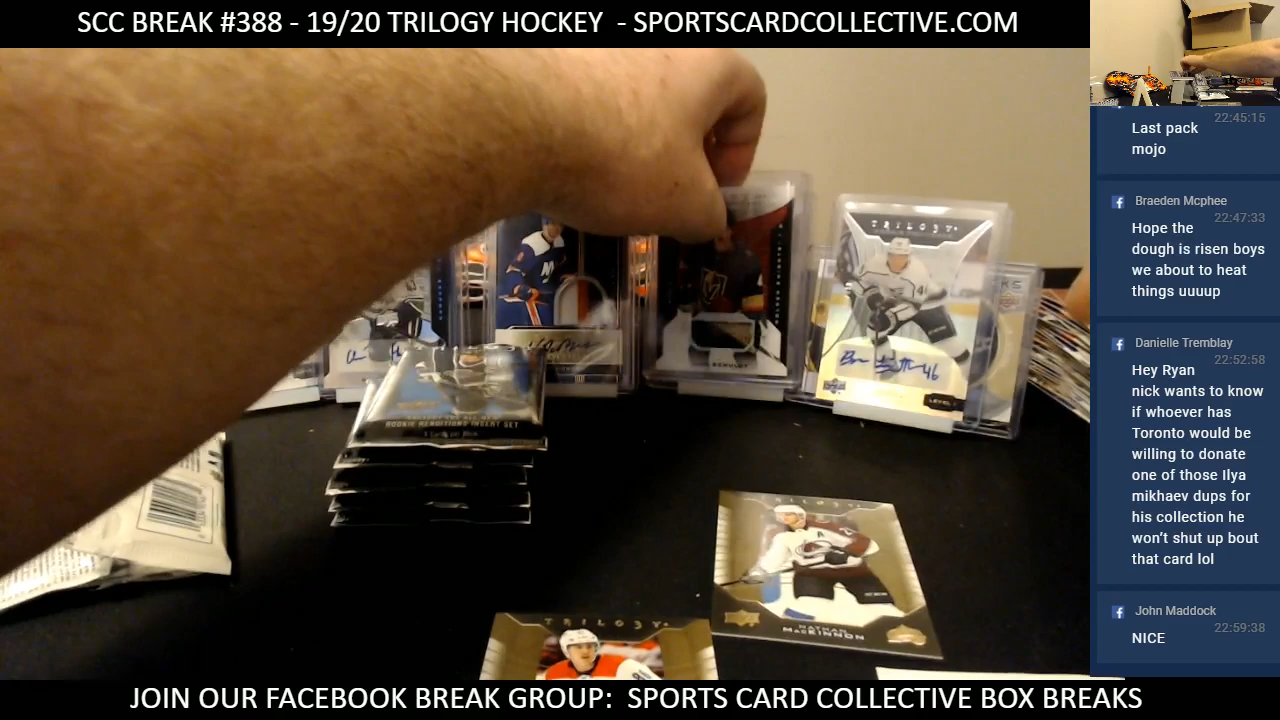 SCC BREAK #388 - 19/20 TRILOGY HOCKEY - SPORTSCARDCOLLECTIVE.COM
22:45:15
Last pack
mojo
Braeden Mcphee
22:47:33
Hope the
dough is risen boys
we about to heat
things uuuup
Danielle Tremblay
22:52:58
Hey Ryan
nick wants to know
if whoever has
Toronto would be
willing to donate
one of those Ilya
mikhaev dups for
his collection he
won't shut up bout
that card lol
John Maddock
22:59:38
NICE
TRILOGY
46
LEVEL
ROOKIE RENDITIONS INSERT SET
TRILOGY
NATHAN
MACKINNON
TRILOGY
JOIN OUR FACEBOOK BREAK GROUP: SPORTS CARD COLLECTIVE BOX BREAKS